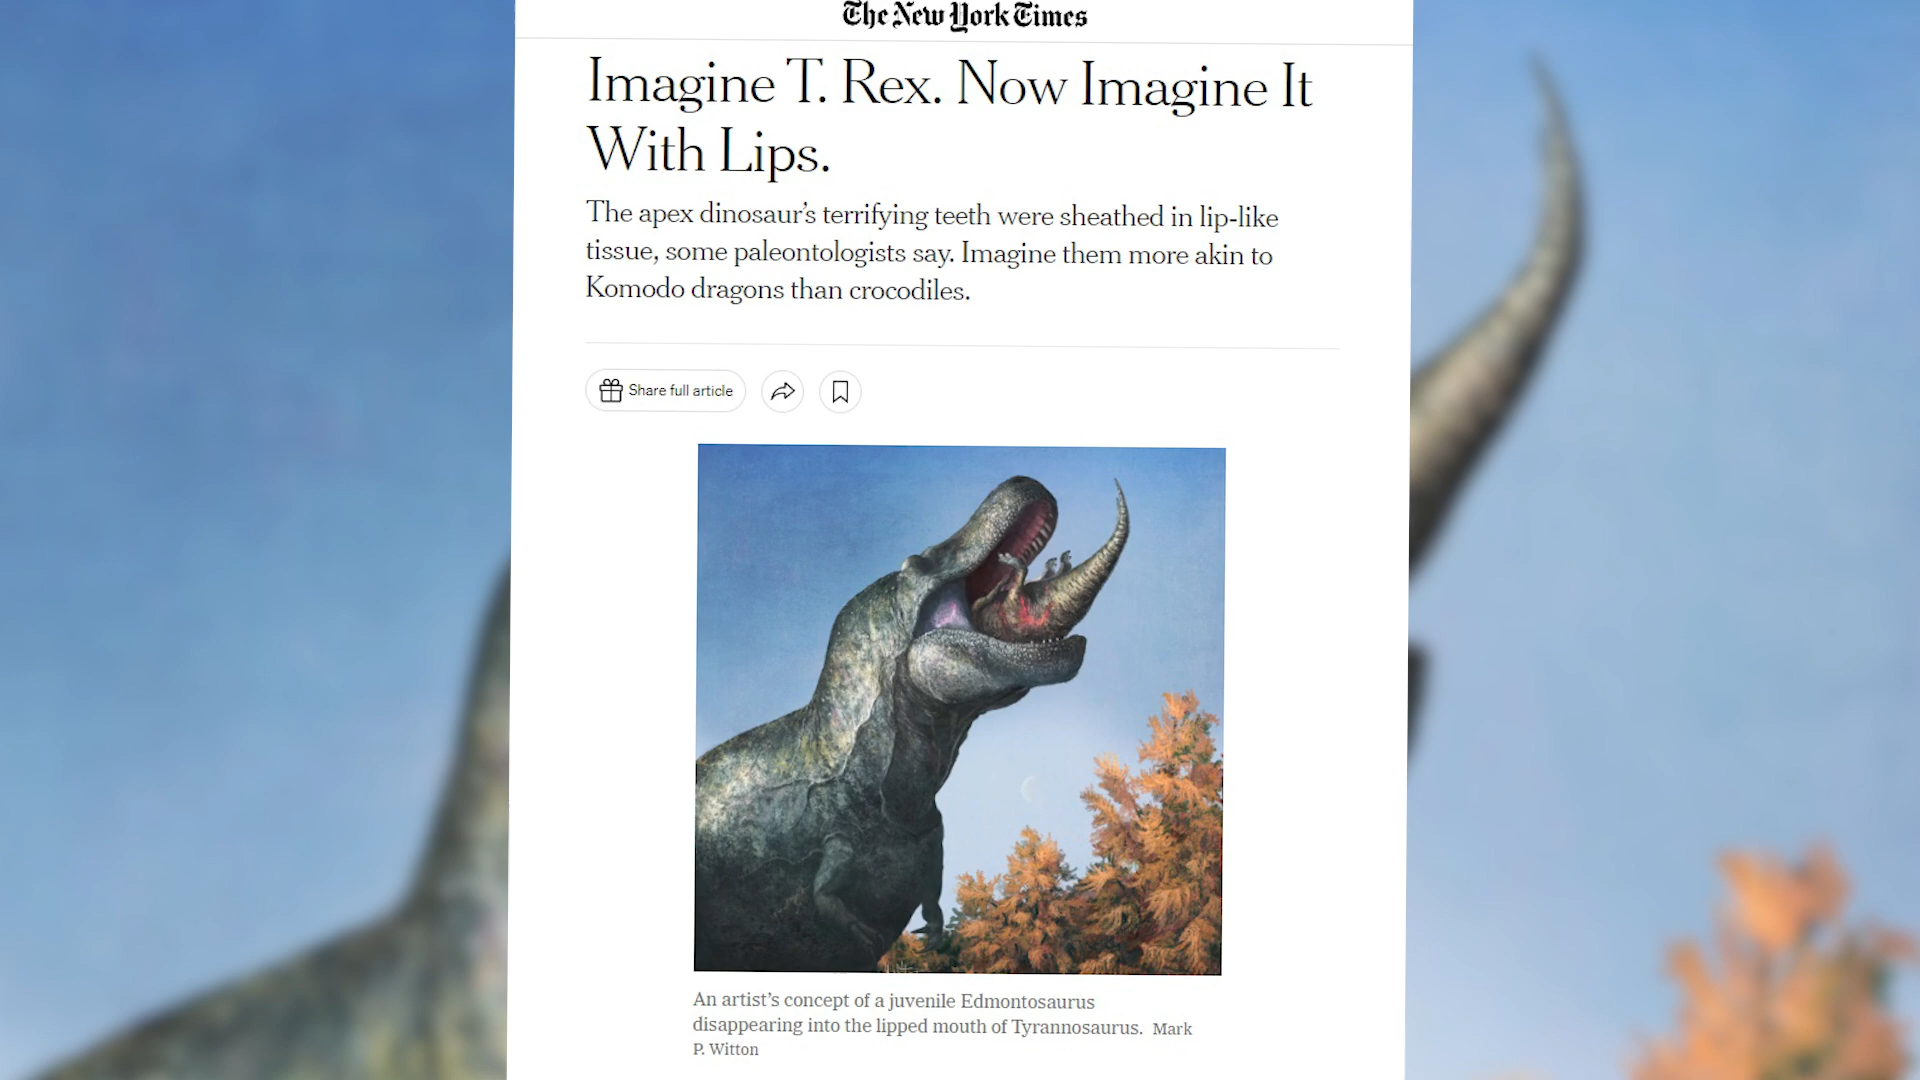 The New York Times
Imagine T. Rex. Now Imagine It
With Lips.
The apex dinosaur’s terrifying teeth were sheathed in lip-like
tissue, some paleontologists say. Imagine them more akin to
Komodo dragons than crocodiles.
Share full article
An artist’s concept of a juvenile Edmontosaurus
disappearing into the lipped mouth of Tyrannosaurus. Mark
P. Witton